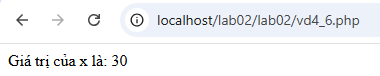 localhost/lab02/lab02/vd4_6.php
Giá trị của x là: 30